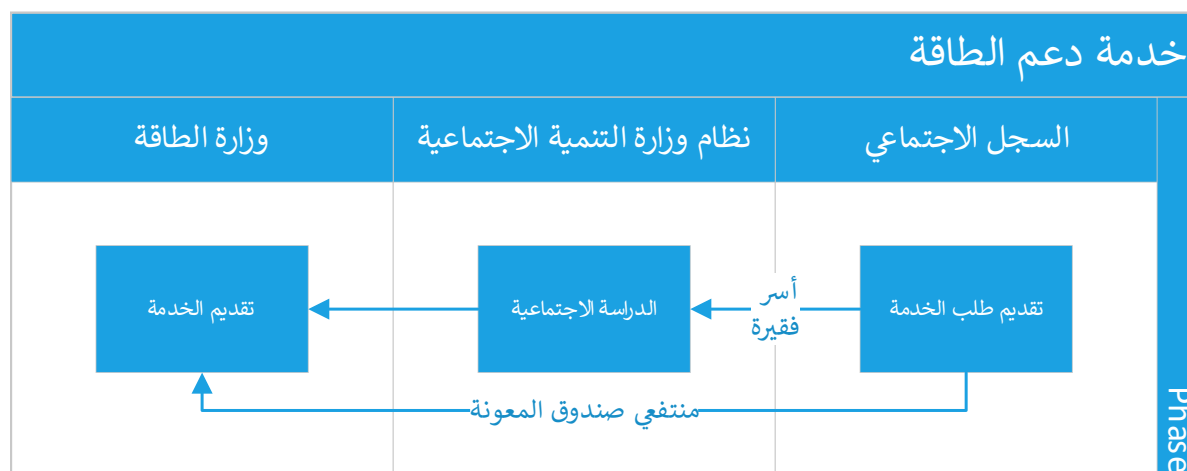 خدمة دعم الطاقة
السجل الاجتماعي
نظام وزارة التنمية الاجتماعية
وزارة الطاقة
تقديم طلب الخدمة
أسر
فقيرة
الدراسة الاجتماعية
تقديم الخدمة
منتفعي صندوق المعونة
Phase